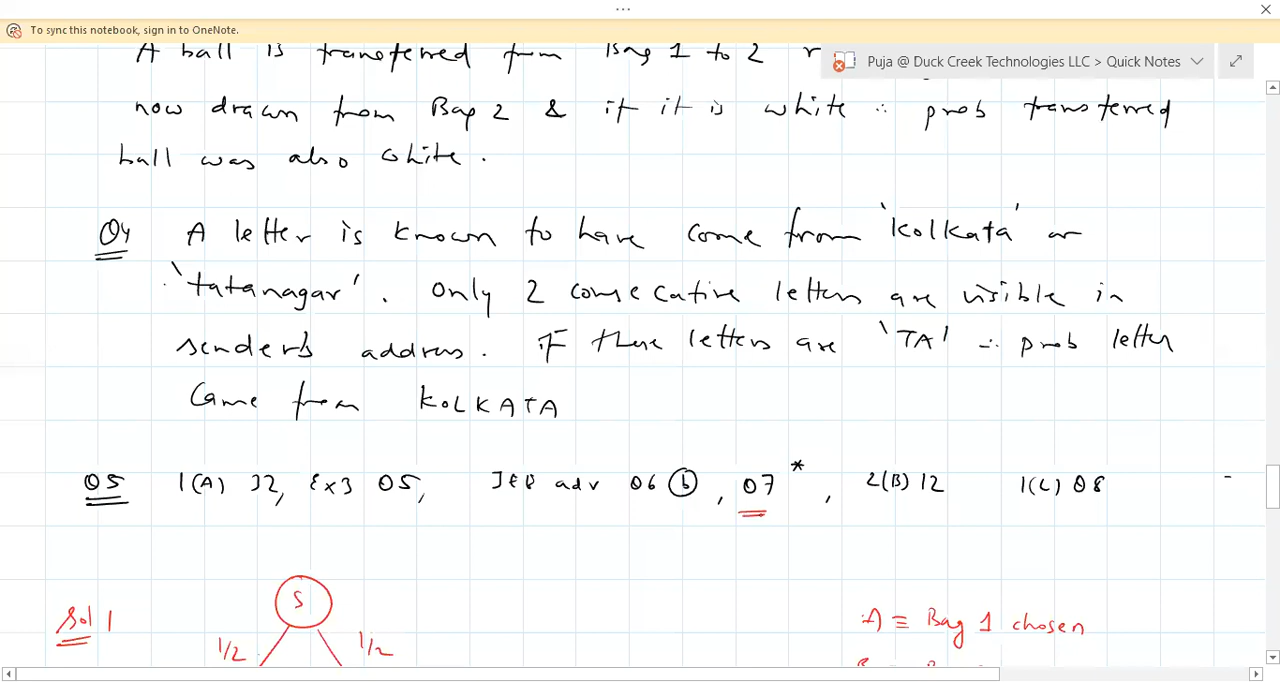 ...
To sync this notebook, sign in to OneNote.
A ball is transferred from Bag 1 to 2
Puja @ Duck Creek Technologies LLC > Quick Notes
now drawn from Bag 2 & if it is white ∴ prob transferred
ball was also white.
Q4 A letter is known to have come from 'kolkata' or
'tatanagar'. Only 2 consecutive letters are visible in
senders address. If these letters are 'TA' ∴ prob letter
Came from KOLKATA
Q5 1(A) 32, Ex3 Q5, JEE adv 06 (b), 07*, 2(B) 12 1(C) 08
Sol 1
S
1/2 1/2
A ≡ Bag 1 chosen